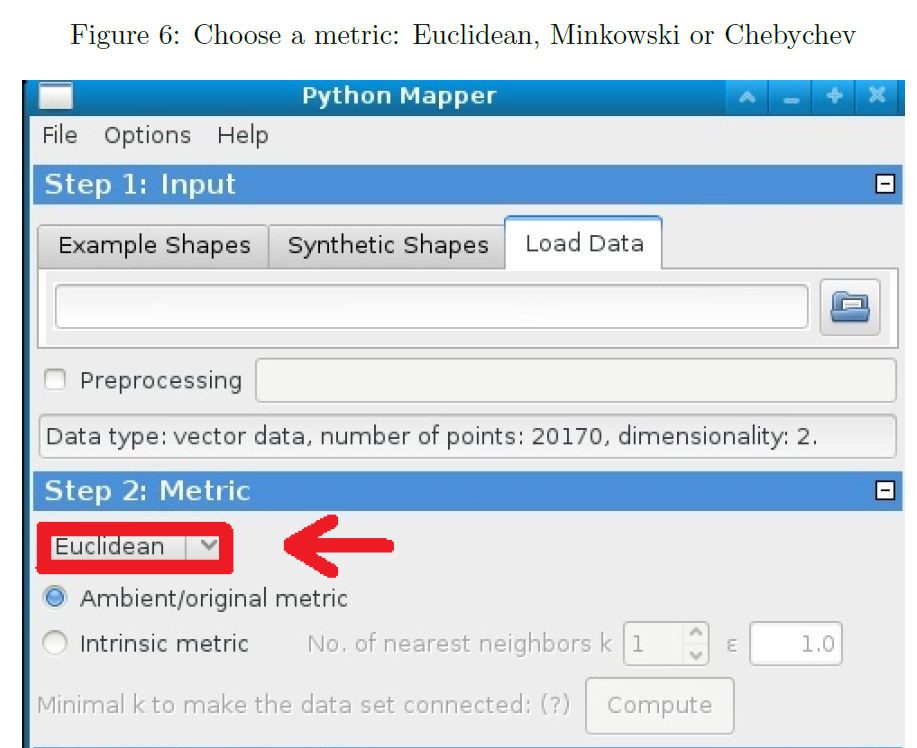 Figure 6: Choose a metric: Euclidean, Minkowski or Chebychev
Python Mapper
File Options Help
Step 1: Input
Example Shapes Synthetic Shapes Load Data
Preprocessing
Data type: vector data, number of points: 20170, dimensionality: 2.
Step 2: Metric
Euclidean
Ambient/original metric
Intrinsic metric No. of nearest neighbors k 1 ε 1.0
Minimal k to make the data set connected: (?) Compute